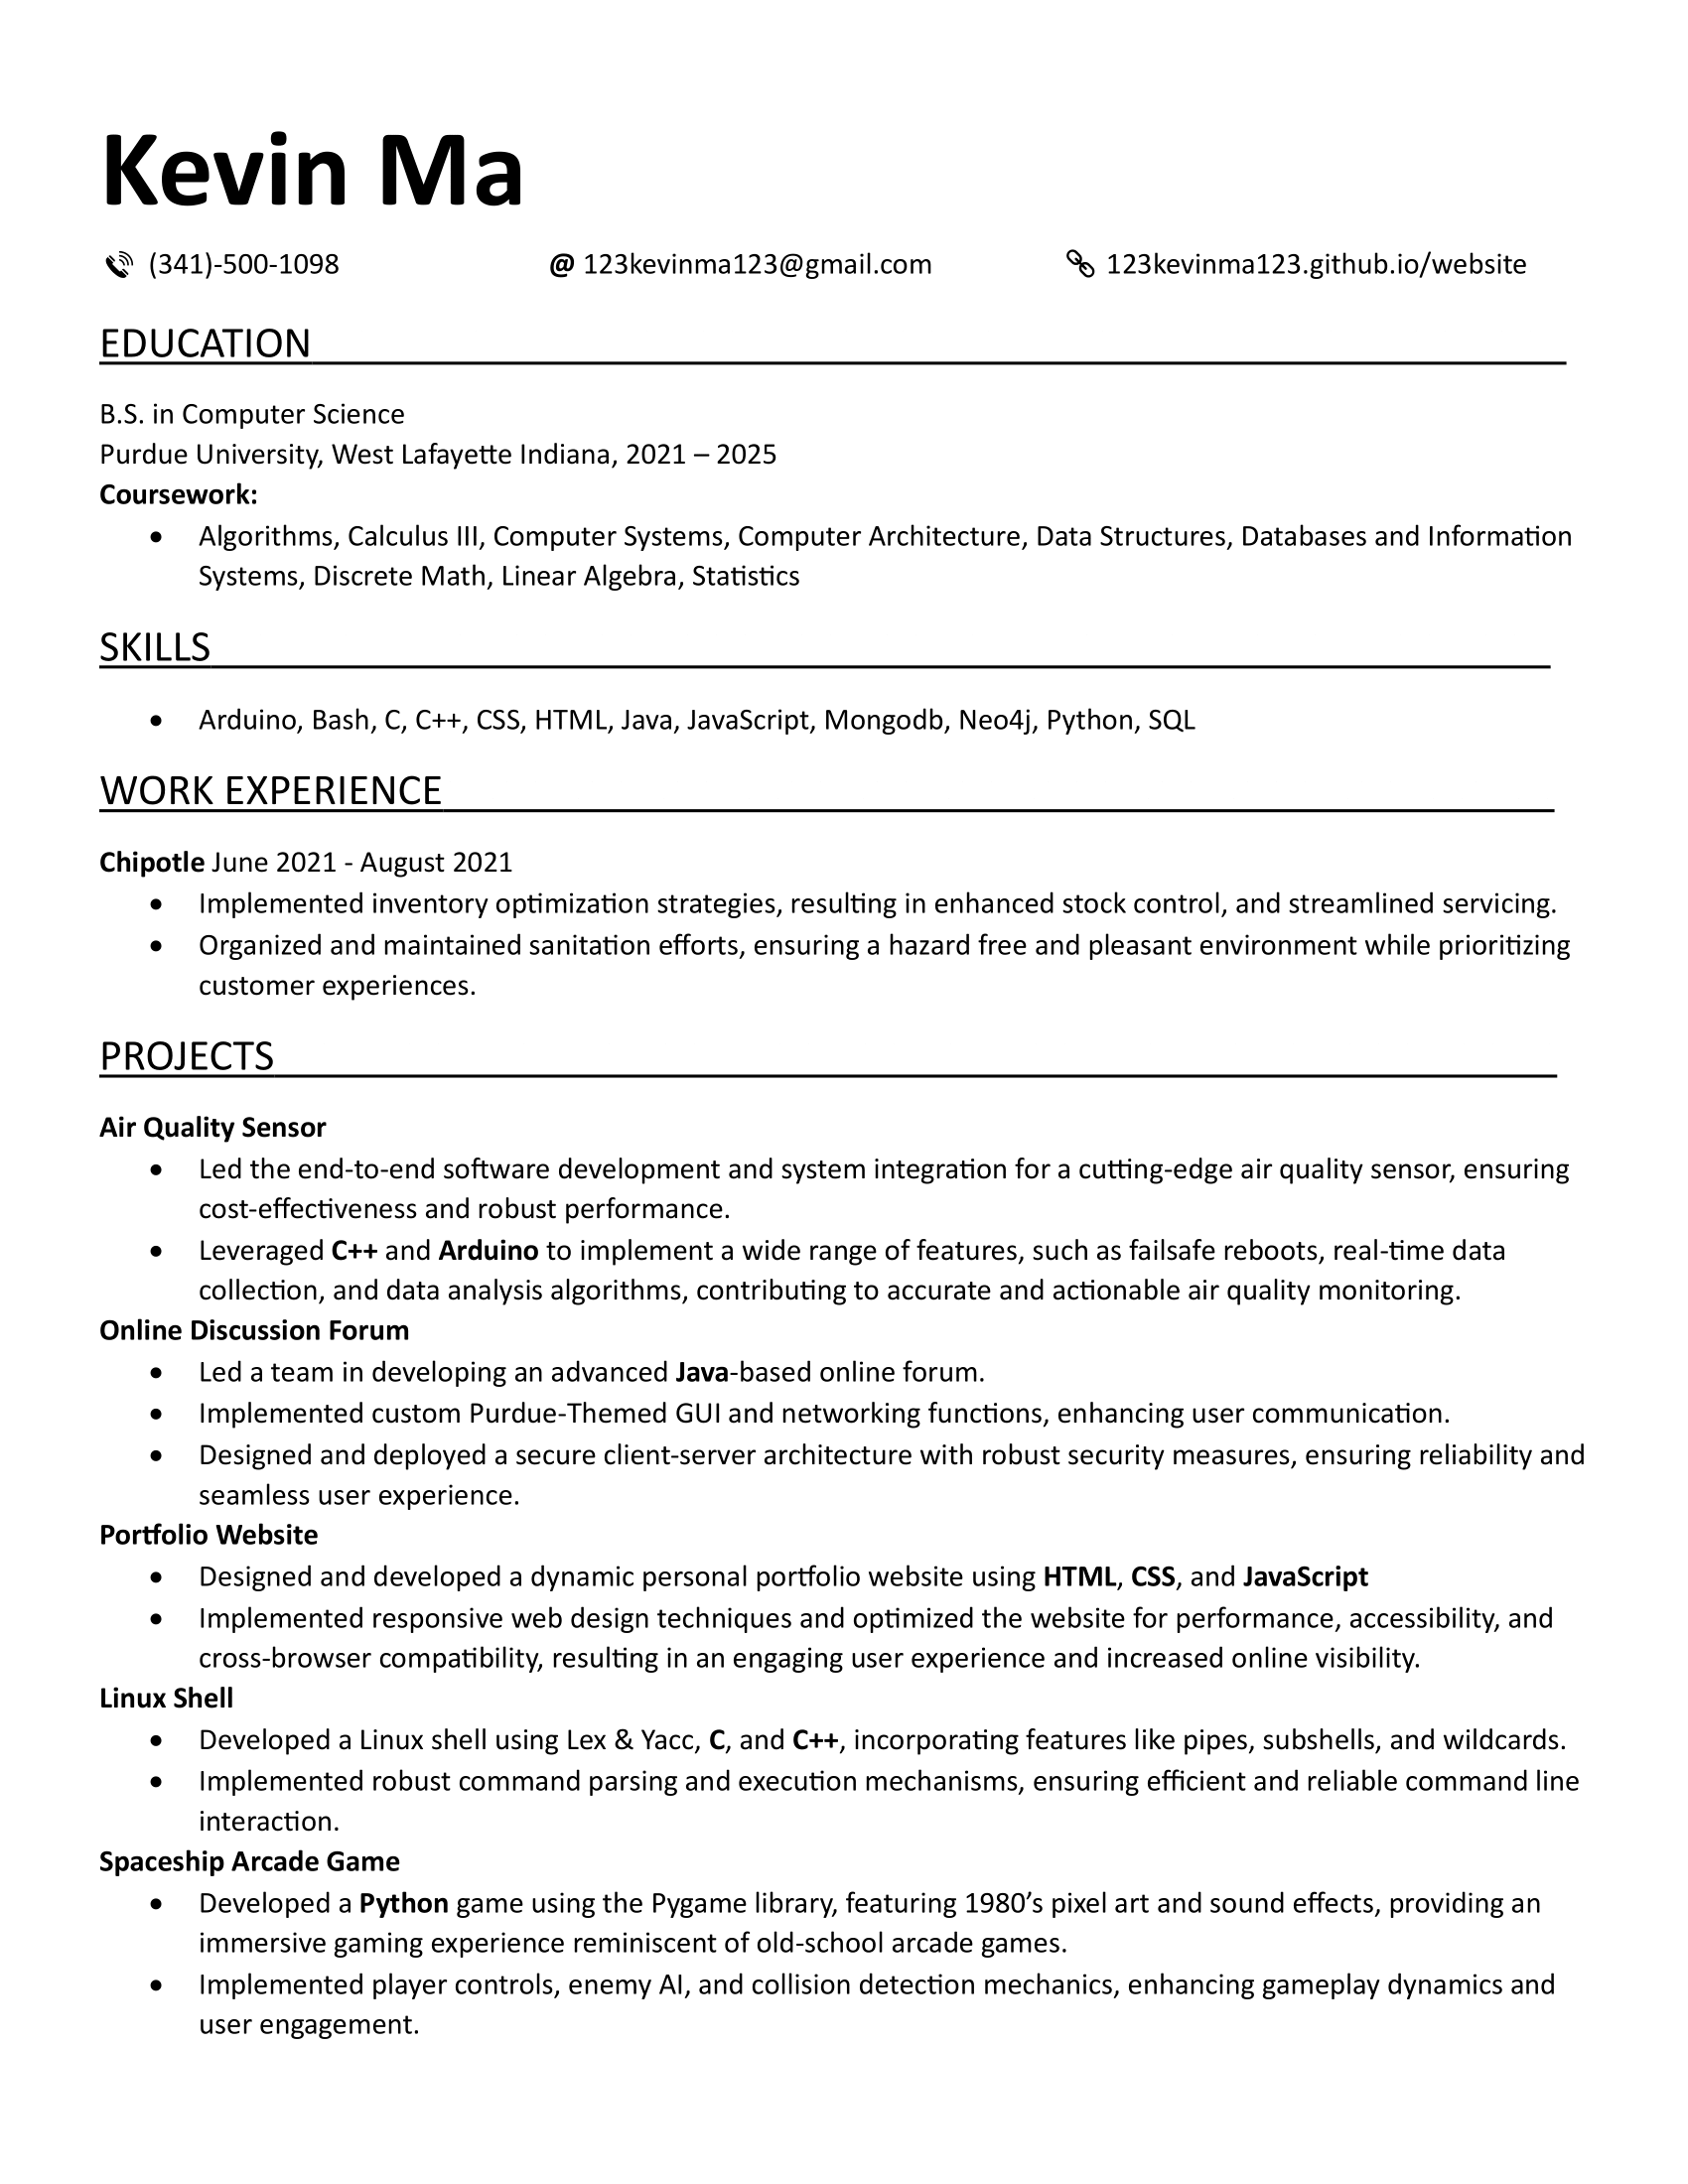 Kevin Ma
(341)-500-1098 @ 123kevinma123@gmail.com 123kevinma123.github.io/website
EDUCATION
B.S. in Computer Science
Purdue University, West Lafayette Indiana, 2021 – 2025
Coursework:
• Algorithms, Calculus III, Computer Systems, Computer Architecture, Data Structures, Databases and Information
Systems, Discrete Math, Linear Algebra, Statistics
SKILLS
• Arduino, Bash, C, C++, CSS, HTML, Java, JavaScript, Mongodb, Neo4j, Python, SQL
WORK EXPERIENCE
Chipotle June 2021 - August 2021
• Implemented inventory optimization strategies, resulting in enhanced stock control, and streamlined servicing.
• Organized and maintained sanitation efforts, ensuring a hazard free and pleasant environment while prioritizing
customer experiences.
PROJECTS
Air Quality Sensor
• Led the end-to-end software development and system integration for a cutting-edge air quality sensor, ensuring
cost-effectiveness and robust performance.
• Leveraged C++ and Arduino to implement a wide range of features, such as failsafe reboots, real-time data
collection, and data analysis algorithms, contributing to accurate and actionable air quality monitoring.
Online Discussion Forum
• Led a team in developing an advanced Java-based online forum.
• Implemented custom Purdue-Themed GUI and networking functions, enhancing user communication.
• Designed and deployed a secure client-server architecture with robust security measures, ensuring reliability and
seamless user experience.
Portfolio Website
• Designed and developed a dynamic personal portfolio website using HTML, CSS, and JavaScript
• Implemented responsive web design techniques and optimized the website for performance, accessibility, and
cross-browser compatibility, resulting in an engaging user experience and increased online visibility.
Linux Shell
• Developed a Linux shell using Lex & Yacc, C, and C++, incorporating features like pipes, subshells, and wildcards.
• Implemented robust command parsing and execution mechanisms, ensuring efficient and reliable command line
interaction.
Spaceship Arcade Game
• Developed a Python game using the Pygame library, featuring 1980’s pixel art and sound effects, providing an
immersive gaming experience reminiscent of old-school arcade games.
• Implemented player controls, enemy AI, and collision detection mechanics, enhancing gameplay dynamics and
user engagement.